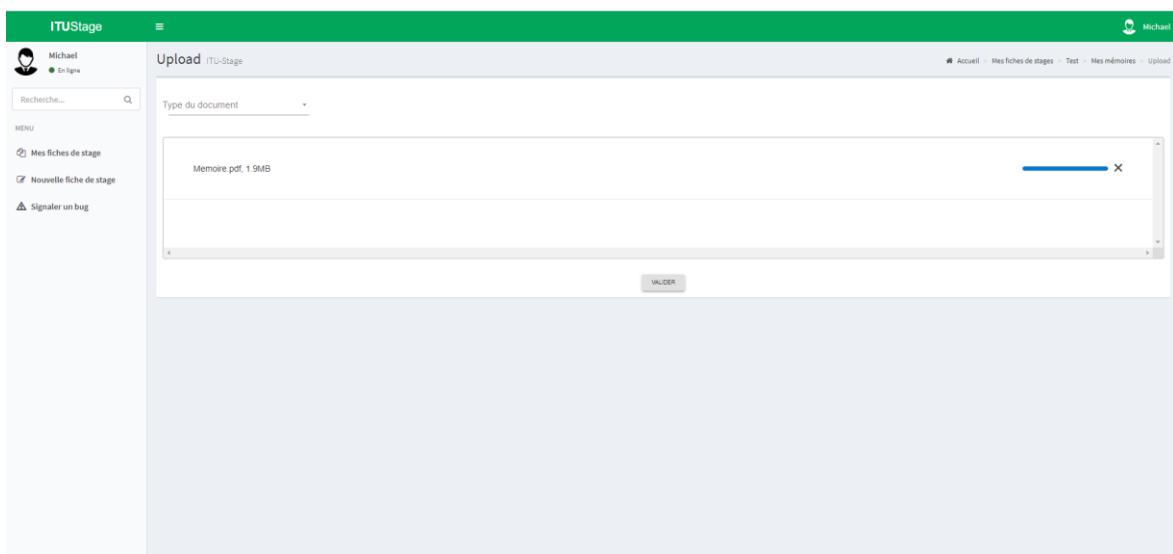 ITUStage
Michael
Michael
En ligne
Recherche...
MENU
Mes fiches de stage
Nouvelle fiche de stage
Signaler un bug
Upload ITU-Stage
Accueil > Mes fiches de stages > Test > Mes mémoires > Upload
Type du document
Memoire.pdf, 1.9MB
VALIDER